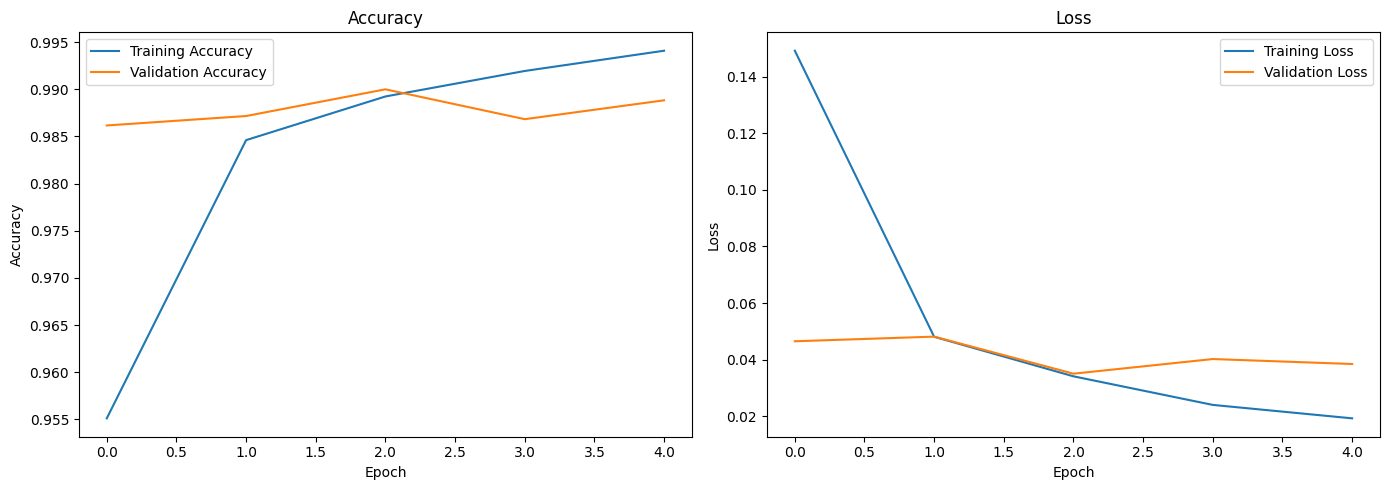 Accuracy
Training Accuracy
Validation Accuracy
0.995
0.990
0.985
0.980
0.975
0.970
0.965
0.960
0.955
Accuracy
0.0 0.5 1.0 1.5 2.0 2.5 3.0 3.5 4.0
Epoch
Loss
Training Loss
Validation Loss
0.14
0.12
0.10
0.08
0.06
0.04
0.02
Loss
0.0 0.5 1.0 1.5 2.0 2.5 3.0 3.5 4.0
Epoch